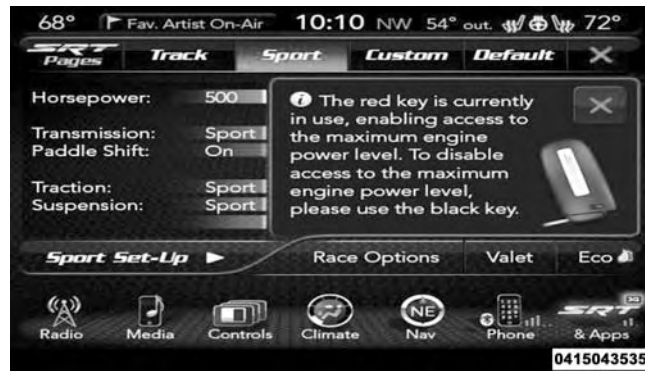 68° Fav. Artist On-Air 10:10 NW 54° out. 72°
SRT Pages Track Sport Custom Default
Horsepower: 500
Transmission: Sport
Paddle Shift: On
Traction: Sport
Suspension: Sport
The red key is currently
in use, enabling access to
the maximum engine
power level. To disable
access to the maximum
engine power level,
please use the black key.
Sport Set-Up Race Options Valet Eco
NE SRT
Radio Media Controls Climate Nav Phone & Apps
0415043535